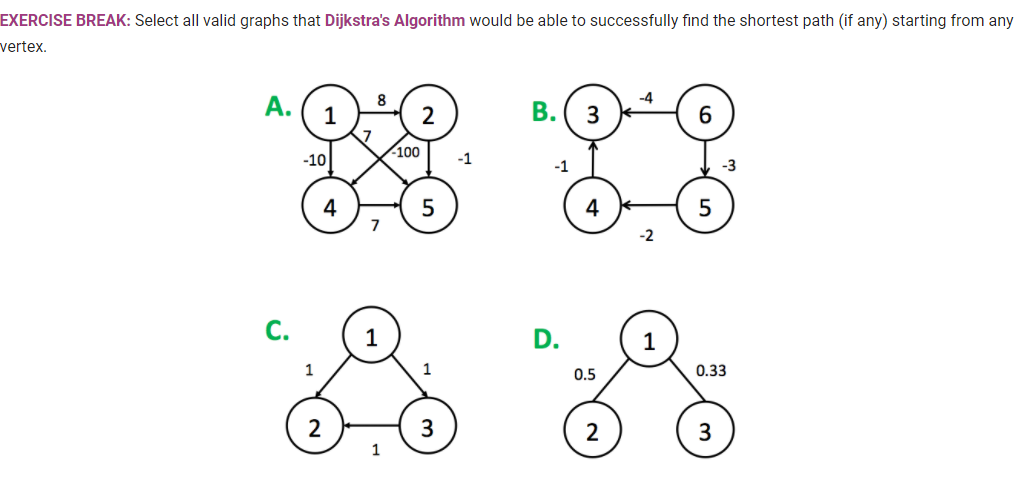 EXERCISE BREAK: Select all valid graphs that Dijkstra's Algorithm would be able to successfully find the shortest path (if any) starting from any
vertex.
A. 1 8 2
7
-10 -100 -1
4 7 5
B. 3 -4 6
-1 -3
4 -2 5
C. 1
1 1
2 1 3
D. 1
0.5 0.33
2 3